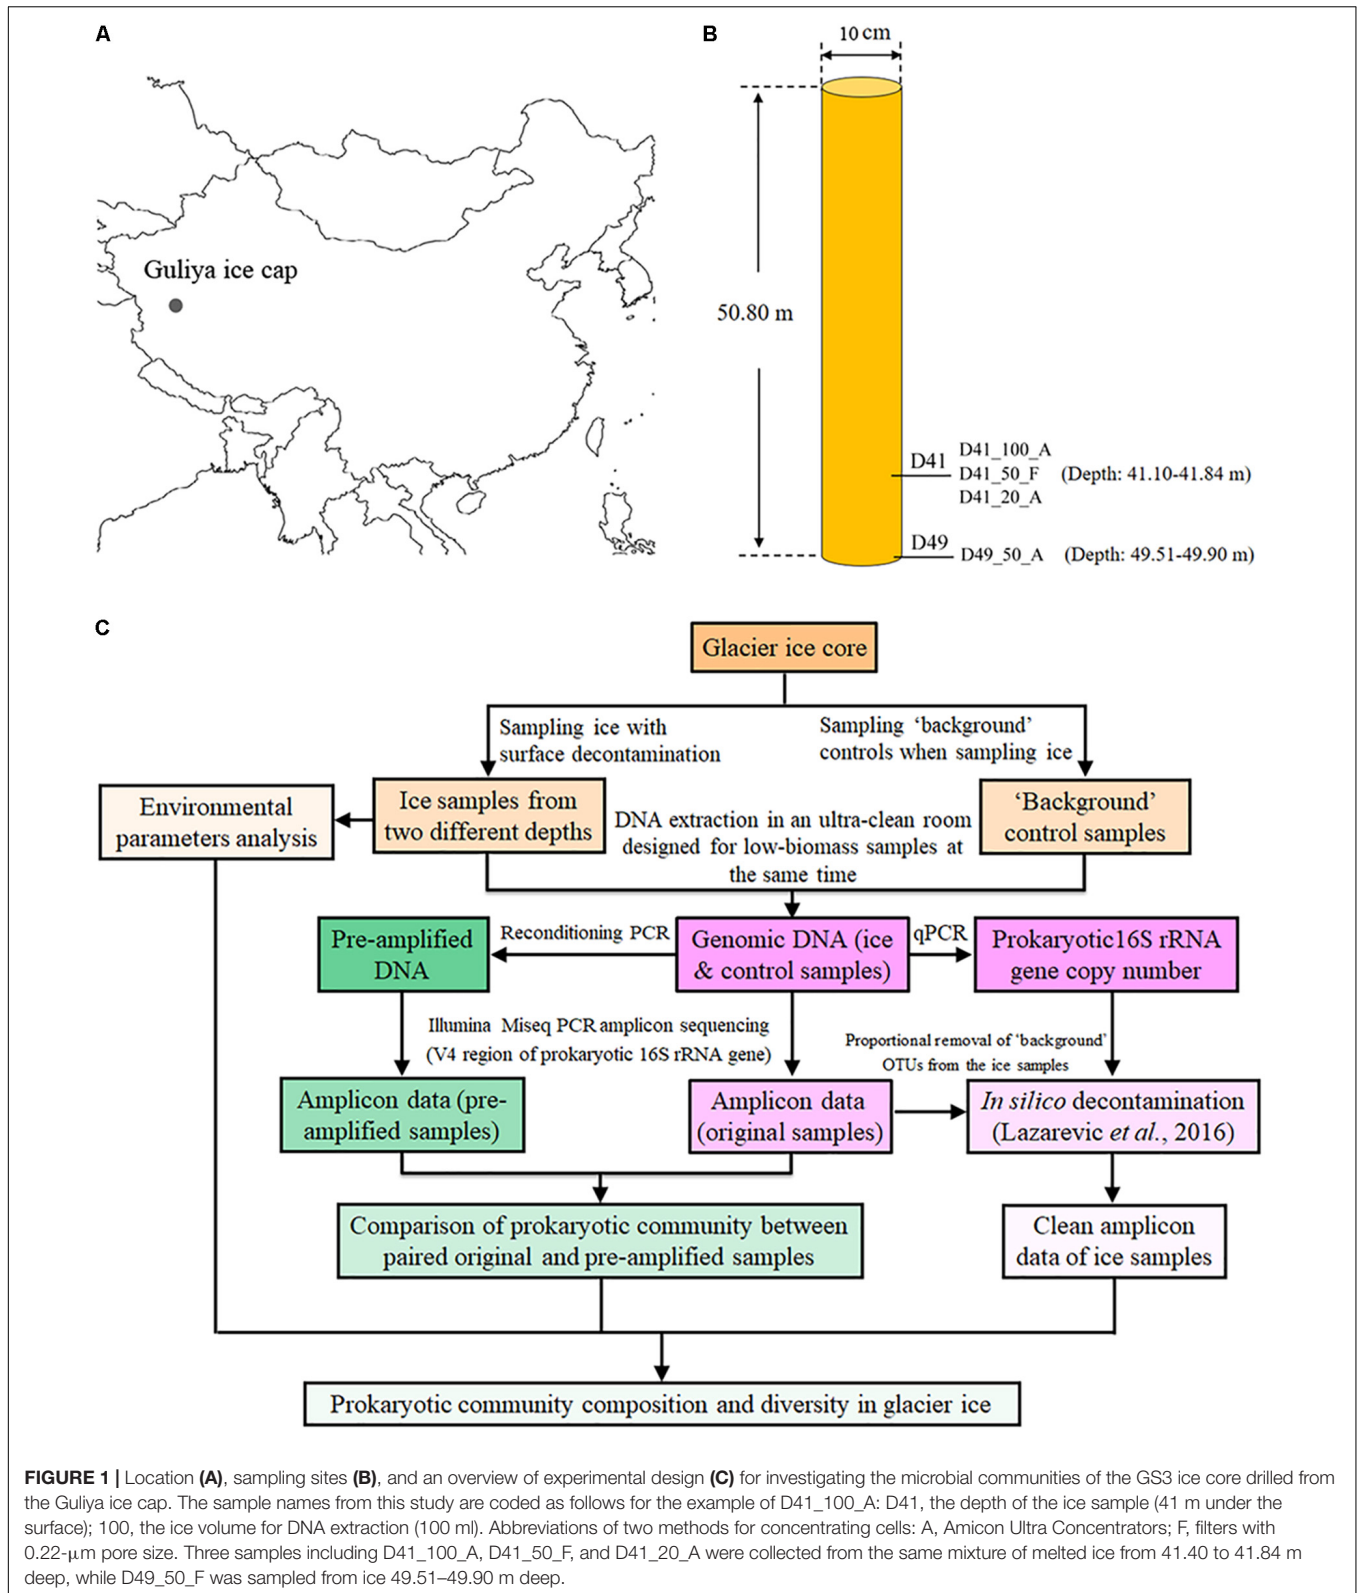 A
Guliya ice cap
B
10 cm
50.80 m
D41
D41_100_A
D41_50_F
D41_20_A
(Depth: 41.10-41.84 m)
D49
D49_50_A
(Depth: 49.51-49.90 m)
C
Glacier ice core
Sampling ice with
surface decontamination
Sampling ‘background’
controls when sampling ice
Environmental
parameters analysis
Ice samples from
two different depths
DNA extraction in an ultra-clean room
designed for low-biomass samples at
the same time
‘Background’
control samples
Pre-amplified
DNA
Reconditioning PCR
Genomic DNA (ice
& control samples)
qPCR
Prokaryotic16S rRNA
gene copy number
Illumina Miseq PCR amplicon sequencing
(V4 region of prokaryotic 16S rRNA gene)
Proportional removal of ‘background’
OTUs from the ice samples
Amplicon data (pre-
amplified samples)
Amplicon data
(original samples)
In silico decontamination
(Lazarevic et al., 2016)
Comparison of prokaryotic community between
paired original and pre-amplified samples
Clean amplicon
data of ice samples
Prokaryotic community composition and diversity in glacier ice
FIGURE 1 | Location (A), sampling sites (B), and an overview of experimental design (C) for investigating the microbial communities of the GS3 ice core drilled from
the Guliya ice cap. The sample names from this study are coded as follows for the example of D41_100_A: D41, the depth of the ice sample (41 m under the
surface); 100, the ice volume for DNA extraction (100 ml). Abbreviations of two methods for concentrating cells: A, Amicon Ultra Concentrators; F, filters with
0.22-μm pore size. Three samples including D41_100_A, D41_50_F, and D41_20_A were collected from the same mixture of melted ice from 41.40 to 41.84 m
deep, while D49_50_F was sampled from ice 49.51–49.90 m deep.